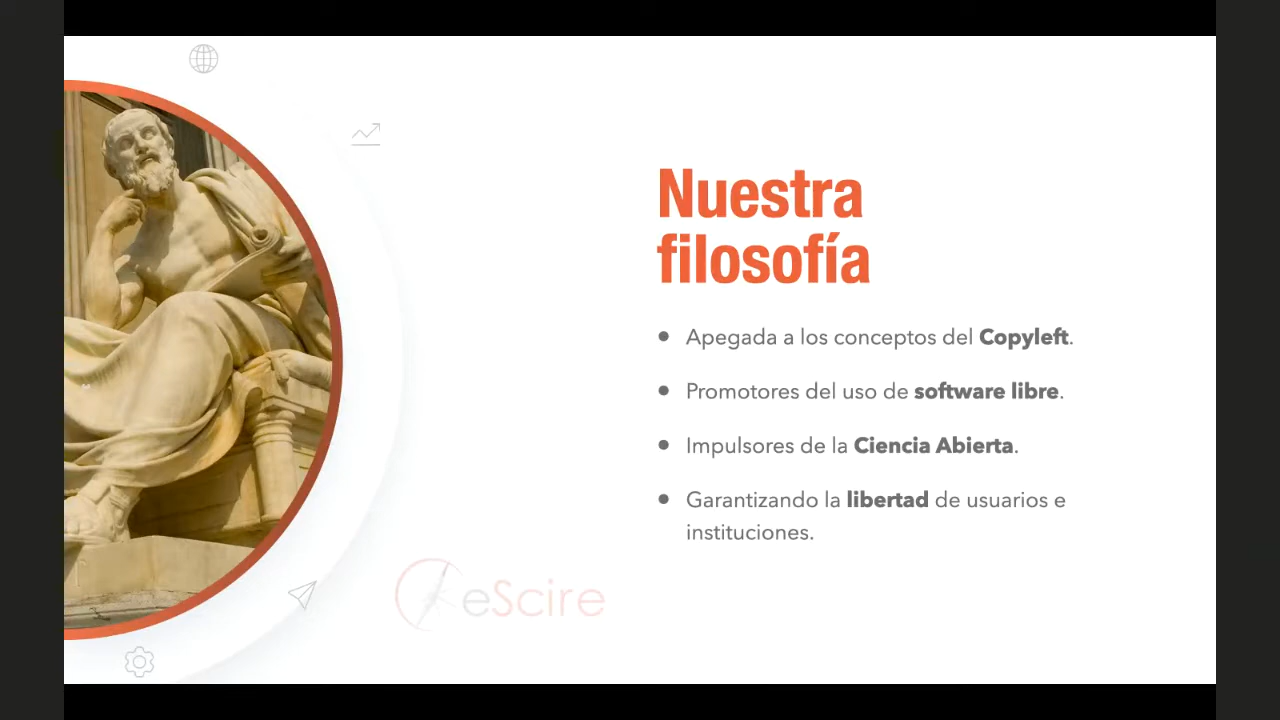 Nuestra
filosofía
Apegada a los conceptos del Copyleft.
Promotores del uso de software libre.
Impulsores de la Ciencia Abierta.
Garantizando la libertad de usuarios e
instituciones.
eScire